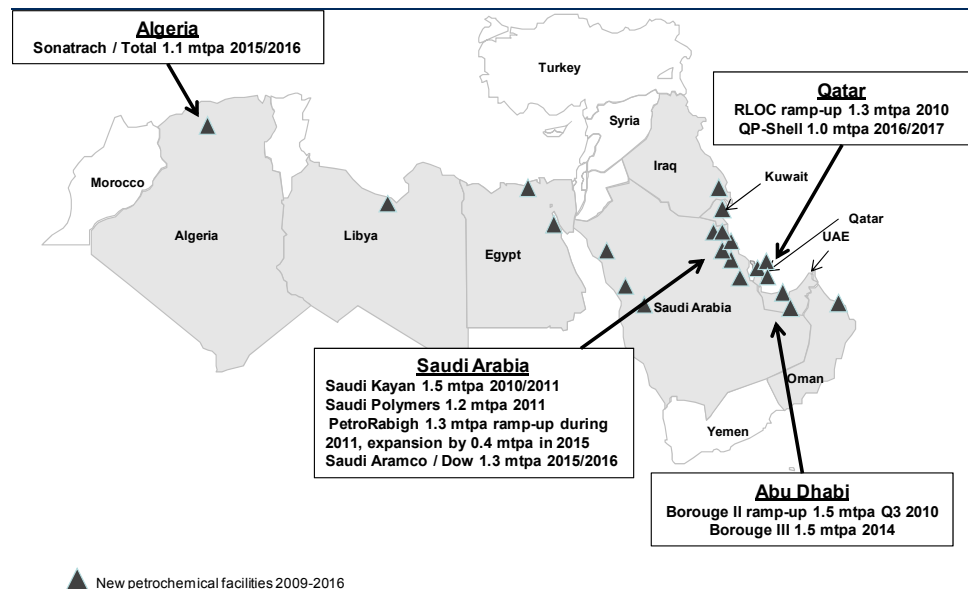 Algeria
Sonatrach / Total 1.1 mtpa 2015/2016
Turkey
Qatar
RLOC ramp-up 1.3 mtpa 2010
QP-Shell 1.0 mtpa 2016/2017
Syria
Iraq
Kuwait
Morocco
Qatar
UAE
Algeria
Libya
Egypt
Saudi Arabia
Saudi Arabia
Saudi Kayan 1.5 mtpa 2010/2011
Saudi Polymers 1.2 mtpa 2011
PetroRabigh 1.3 mtpa ramp-up during
2011, expansion by 0.4 mtpa in 2015
Saudi Aramco / Dow 1.3 mtpa 2015/2016
Oman
Yemen
Abu Dhabi
Borouge II ramp-up 1.5 mtpa Q3 2010
Borouge III 1.5 mtpa 2014
New petrochemical facilities 2009-2016